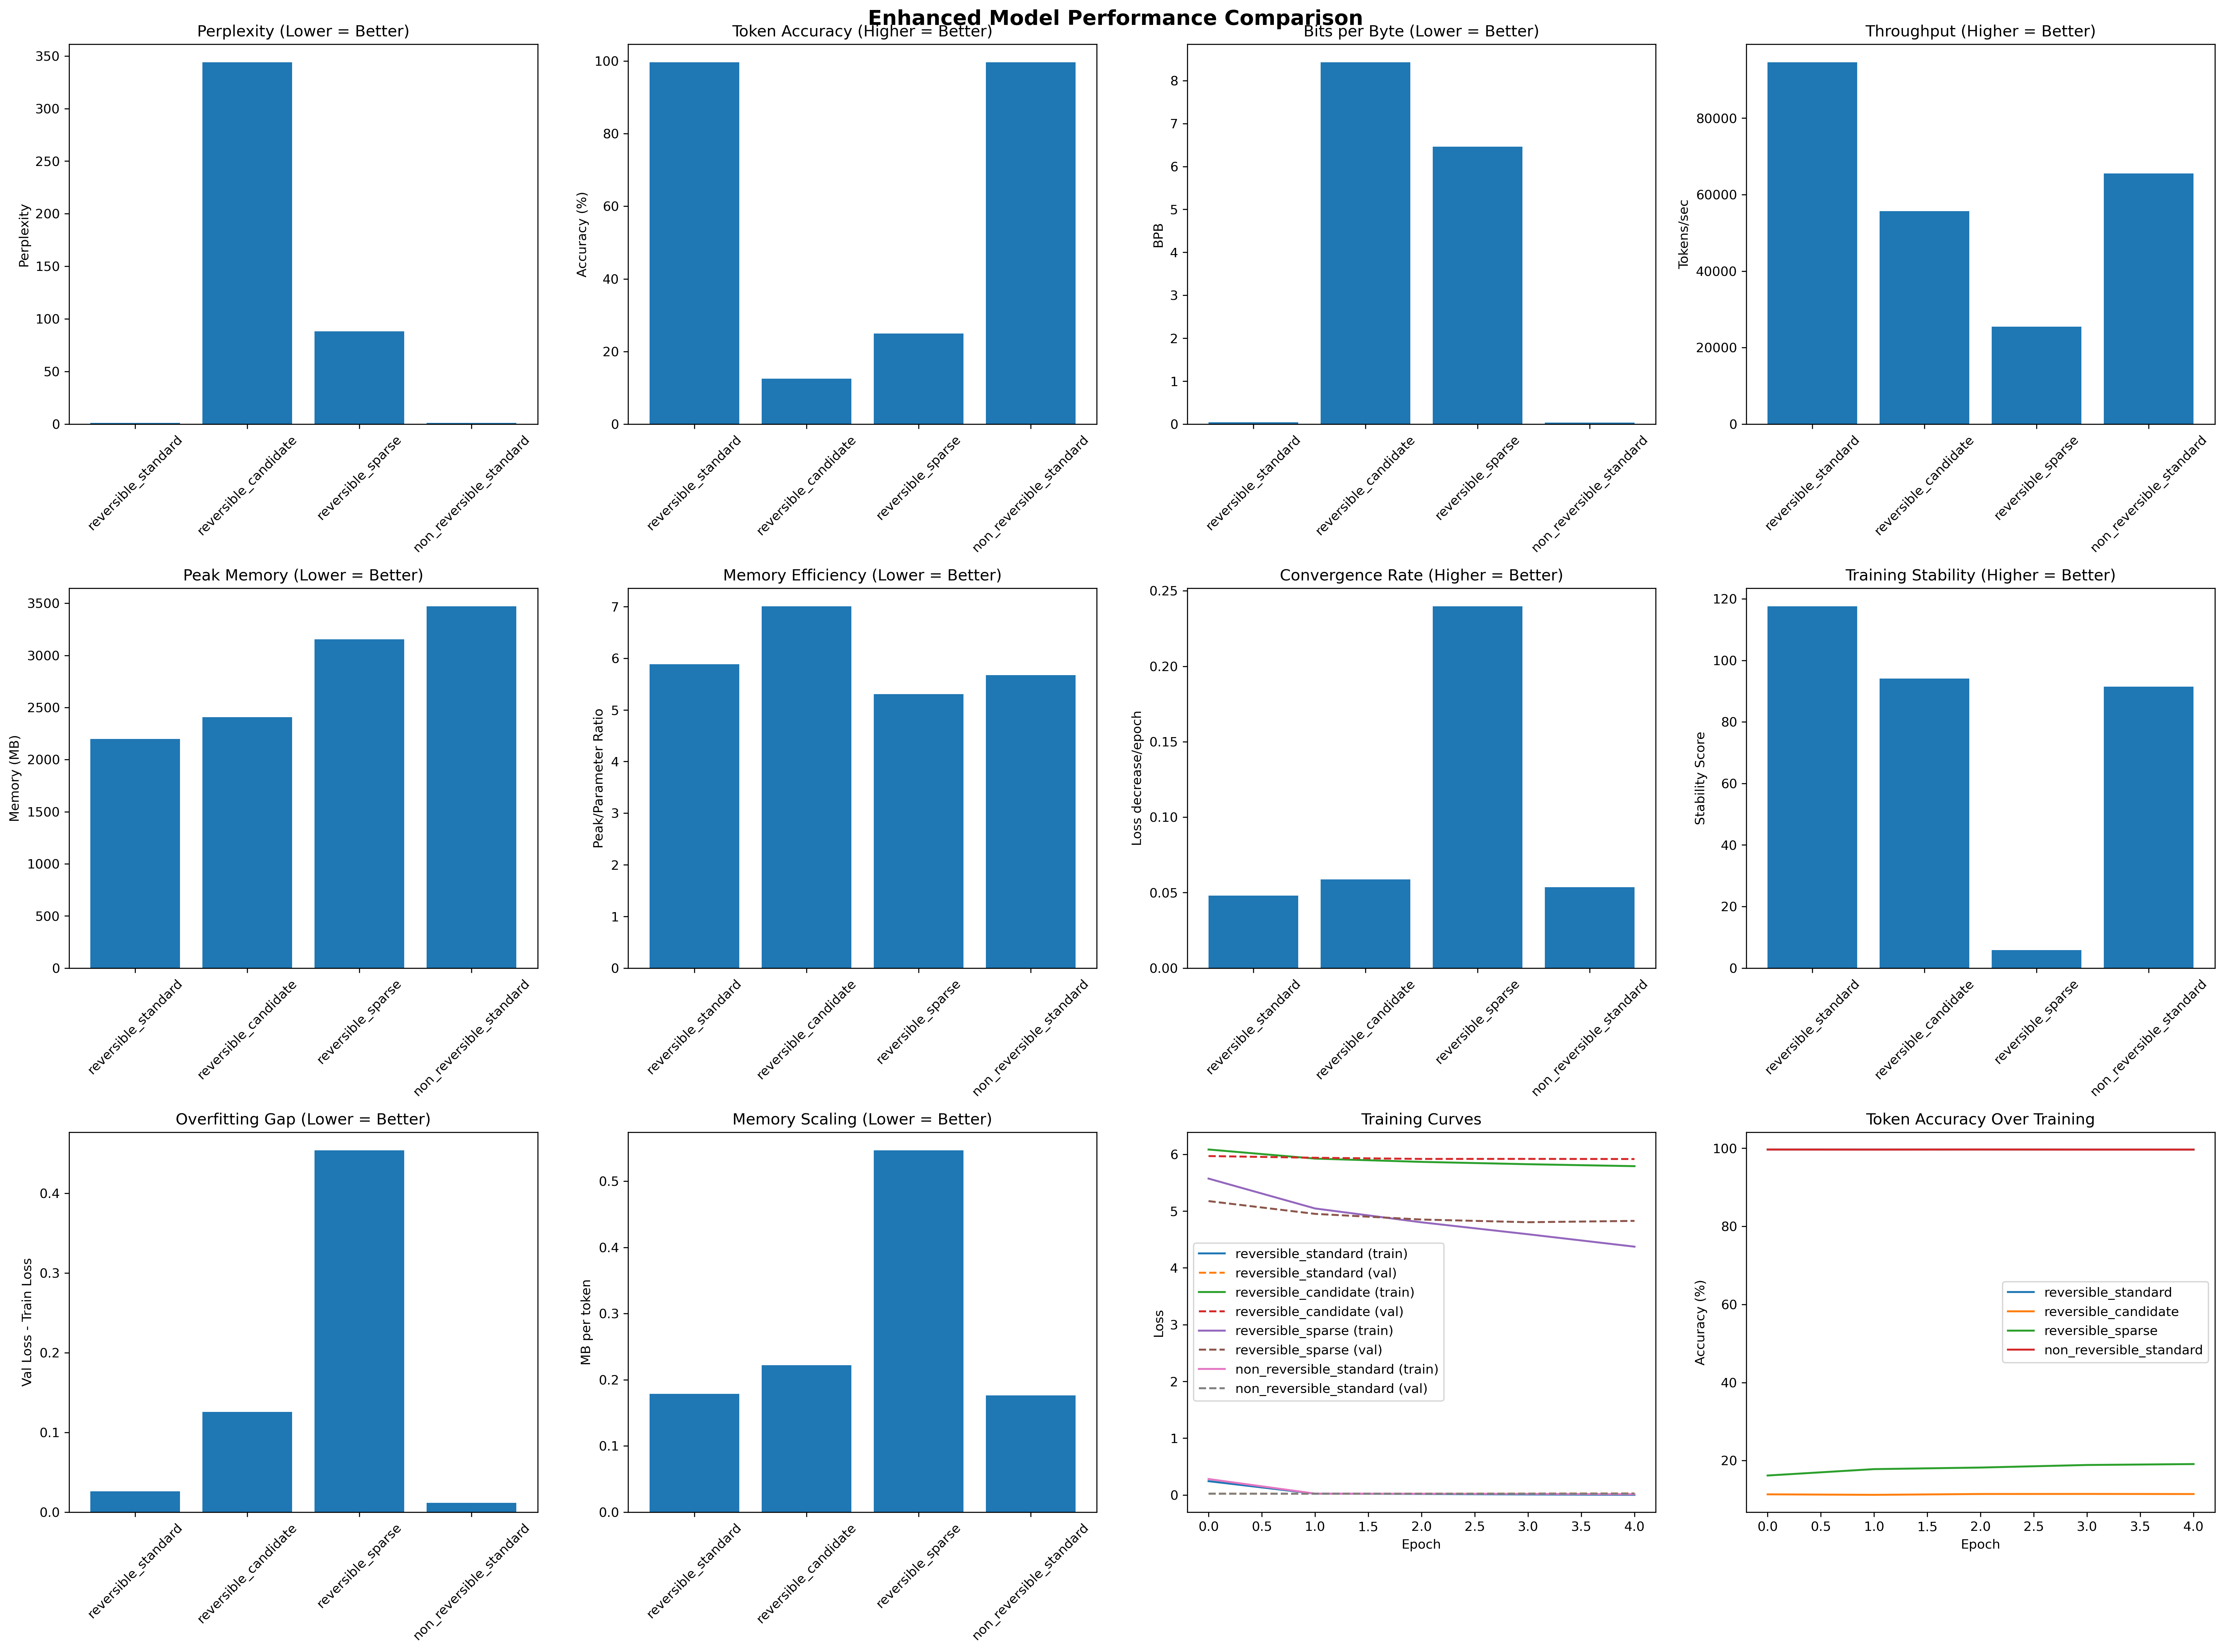 Enhanced Model Performance Comparison
Perplexity (Lower = Better)
Perplexity
350
300
250
200
150
100
50
0
reversible_standard
reversible_candidate
reversible_sparse
non_reversible_standard
Token Accuracy (Higher = Better)
Accuracy (%)
100
80
60
40
20
0
reversible_standard
reversible_candidate
reversible_sparse
non_reversible_standard
Bits per Byte (Lower = Better)
BPB
8
7
6
5
4
3
2
1
0
reversible_standard
reversible_candidate
reversible_sparse
non_reversible_standard
Throughput (Higher = Better)
Tokens/sec
80000
60000
40000
20000
0
reversible_standard
reversible_candidate
reversible_sparse
non_reversible_standard
Peak Memory (Lower = Better)
Memory (MB)
3500
3000
2500
2000
1500
1000
500
0
reversible_standard
reversible_candidate
reversible_sparse
non_reversible_standard
Memory Efficiency (Lower = Better)
Peak/Parameter Ratio
7
6
5
4
3
2
1
0
reversible_standard
reversible_candidate
reversible_sparse
non_reversible_standard
Convergence Rate (Higher = Better)
Loss decrease/epoch
0.25
0.20
0.15
0.10
0.05
0.00
reversible_standard
reversible_candidate
reversible_sparse
non_reversible_standard
Training Stability (Higher = Better)
Stability Score
120
100
80
60
40
20
0
reversible_standard
reversible_candidate
reversible_sparse
non_reversible_standard
Overfitting Gap (Lower = Better)
Val Loss - Train Loss
0.4
0.3
0.2
0.1
0.0
reversible_standard
reversible_candidate
reversible_sparse
non_reversible_standard
Memory Scaling (Lower = Better)
MB per token
0.5
0.4
0.3
0.2
0.1
0.0
reversible_standard
reversible_candidate
reversible_sparse
non_reversible_standard
Training Curves
Loss
6
5
4
3
2
1
0
reversible_standard (train)
reversible_standard (val)
reversible_candidate (train)
reversible_candidate (val)
reversible_sparse (train)
reversible_sparse (val)
non_reversible_standard (train)
non_reversible_standard (val)
0.0 0.5 1.0 1.5 2.0 2.5 3.0 3.5 4.0
Epoch
Token Accuracy Over Training
Accuracy (%)
100
80
60
40
20
reversible_standard
reversible_candidate
reversible_sparse
non_reversible_standard
0.0 0.5 1.0 1.5 2.0 2.5 3.0 3.5 4.0
Epoch